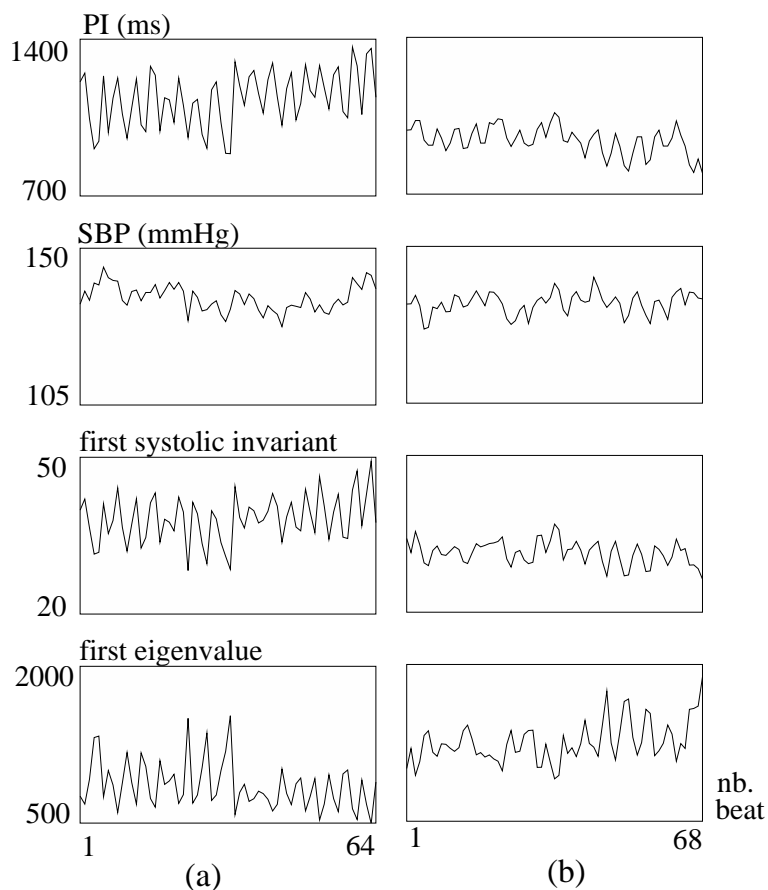 PI (ms)
1400
700
SBP (mmHg)
150
105
first systolic invariant
50
20
first eigenvalue
2000
500
nb.
beat
1 64 1 68
(a) (b)